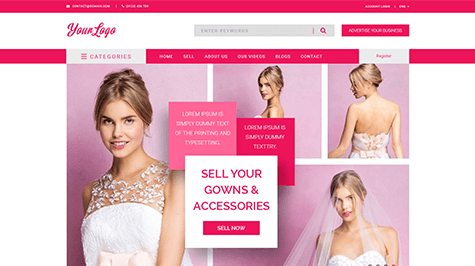 CONTACT@DOMAIN.COM
(0123) 456 789
ACCOUNT LOGIN
ENG
YourLogo
ENTER KEYWORDS
ADVERTISE YOUR BUSINESS
CATEGORIES
HOME SELL ABOUT US OUR VIDEOS BLOGS CONTACT
Register
LOREM IPSUM IS
SIMPLY DUMMY TEXT
OF THE PRINTING AND
TYPESETTING.
LOREM IPSUM IS
SIMPLY DUMMY
TEXTTRY.
SELL YOUR
GOWNS &
ACCESSORIES
SELL NOW